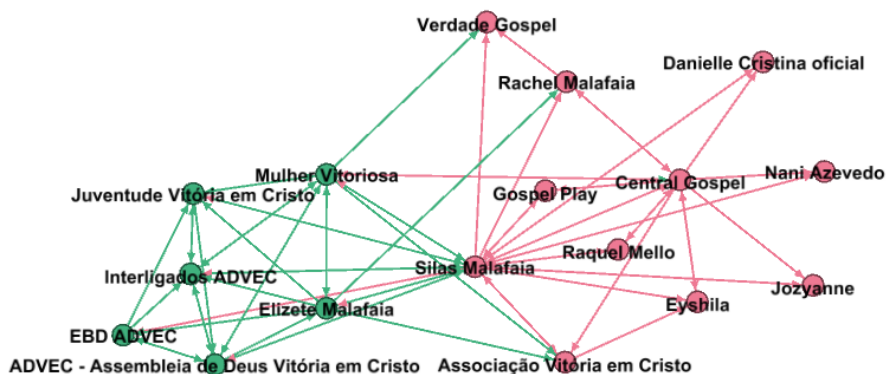 Verdade Gospel
Danielle Cristina oficial
Rachel Malafaia
Mulher Vitoriosa
Nani Azevedo
Central Gospel
Juventude Vitória em Cristo
Gospel Play
Raquel Mello
Silas Malafaia
Interligados ADVEC
Jozyanne
Eyshila
Elizete Malafaia
EBD ADVEC
ADVEC - Assembleia de Deus Vitória em Cristo
Associação Vitória em Cristo